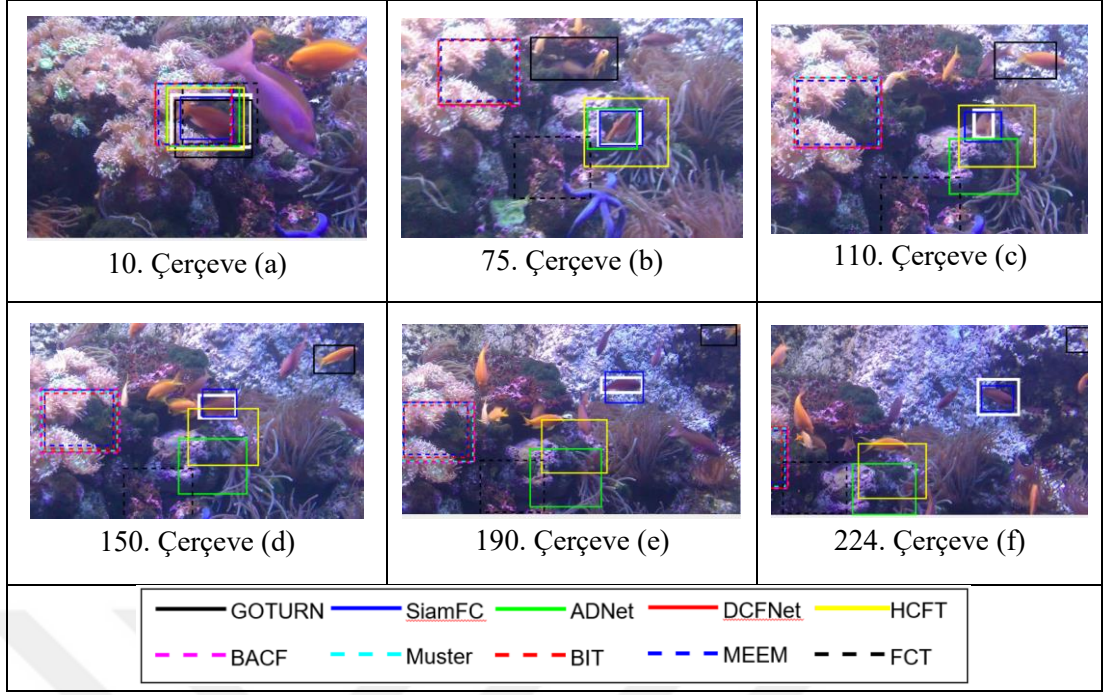 10. Çerçeve (a)
75. Çerçeve (b)
110. Çerçeve (c)
150. Çerçeve (d)
190. Çerçeve (e)
224. Çerçeve (f)
GOTURN SiamFC ADNet DCFNet HCFT
BACF Muster BIT MEEM FCT